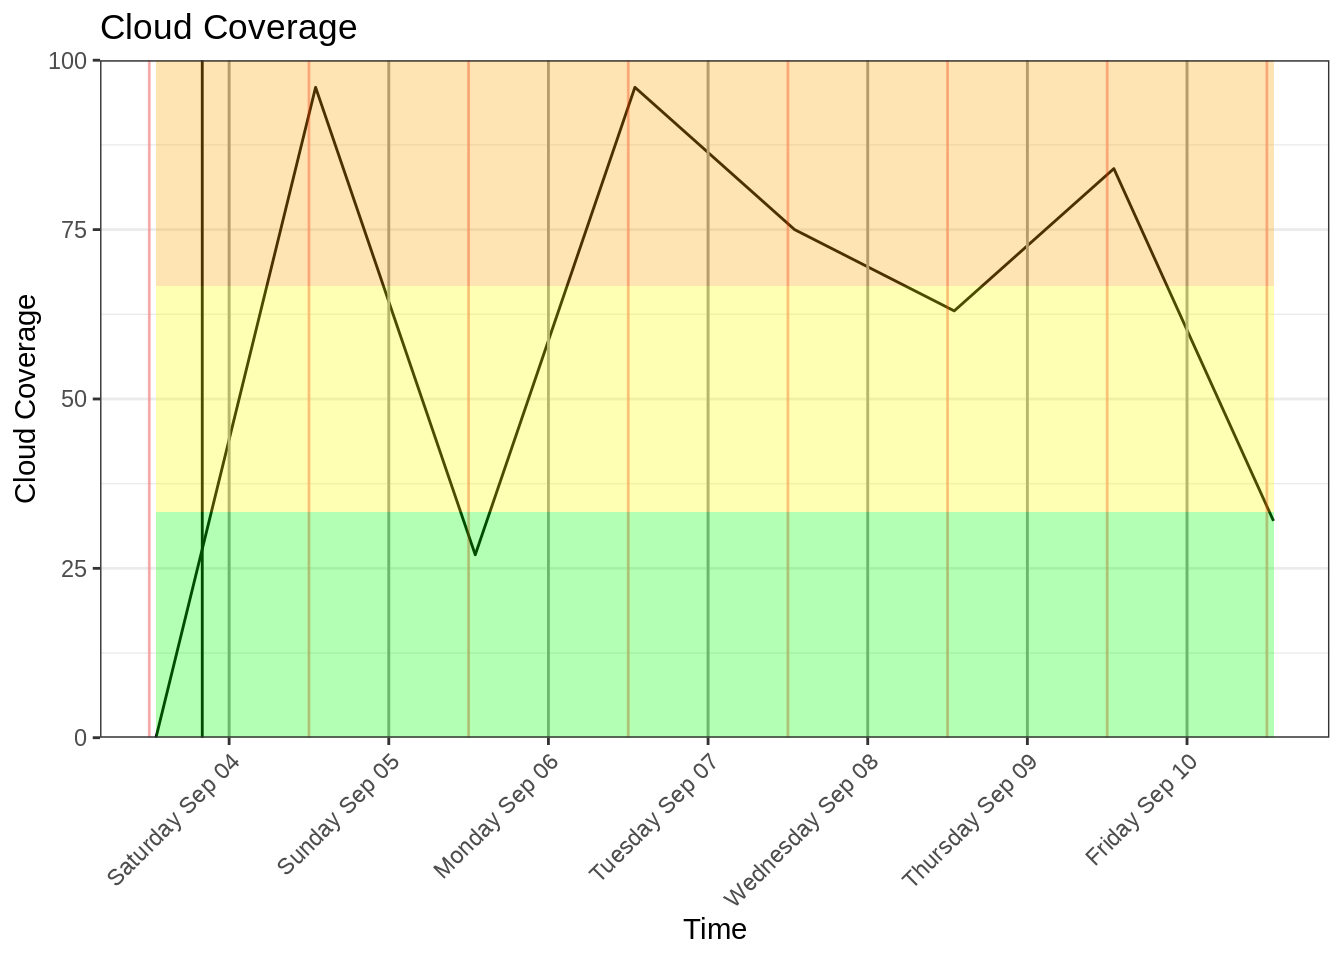 Cloud Coverage
100
75
50
25
0
Cloud Coverage
Saturday Sep 04
Sunday Sep 05
Monday Sep 06
Tuesday Sep 07
Wednesday Sep 08
Thursday Sep 09
Friday Sep 10
Time